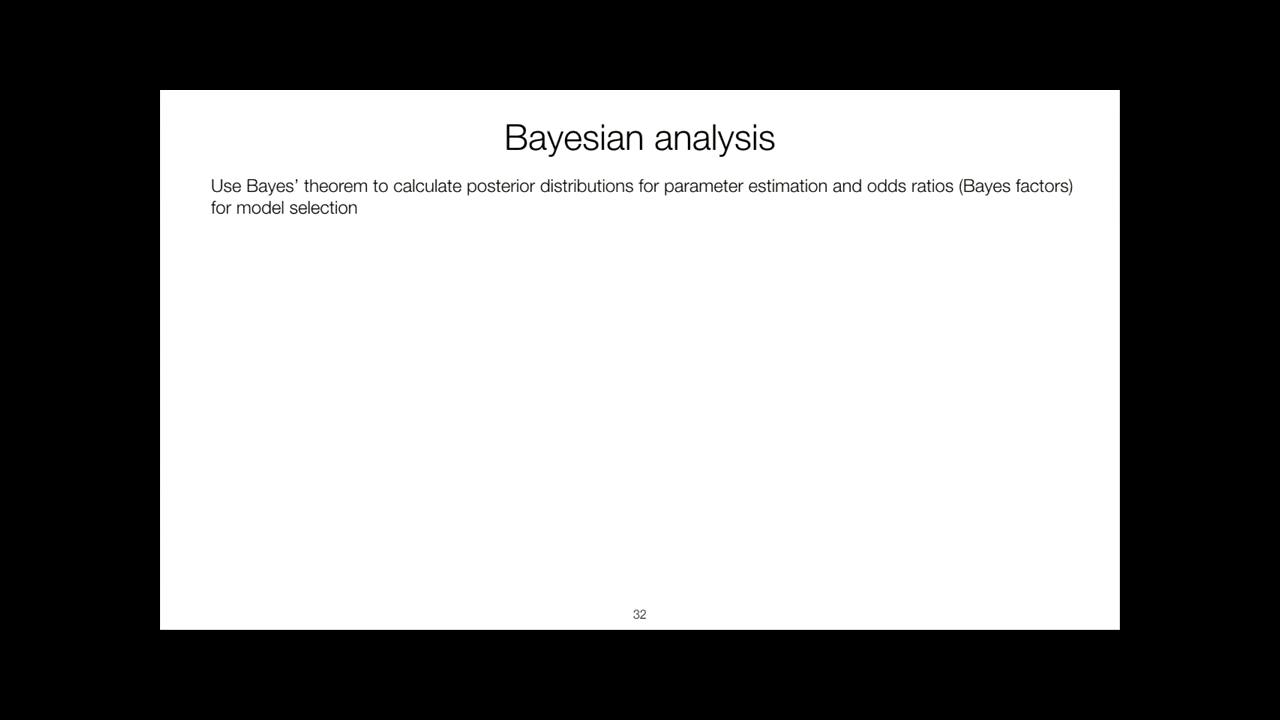 Bayesian analysis
Use Bayes’ theorem to calculate posterior distributions for parameter estimation and odds ratios (Bayes factors)
for model selection
32